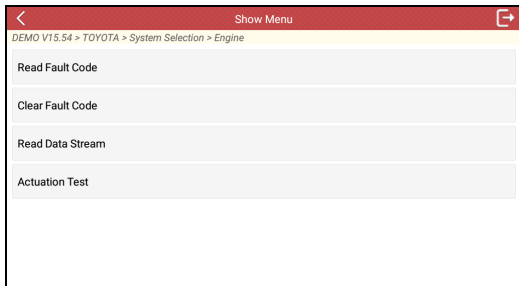 Show Menu
DEMO V15.54 > TOYOTA > System Selection > Engine
Read Fault Code
Clear Fault Code
Read Data Stream
Actuation Test